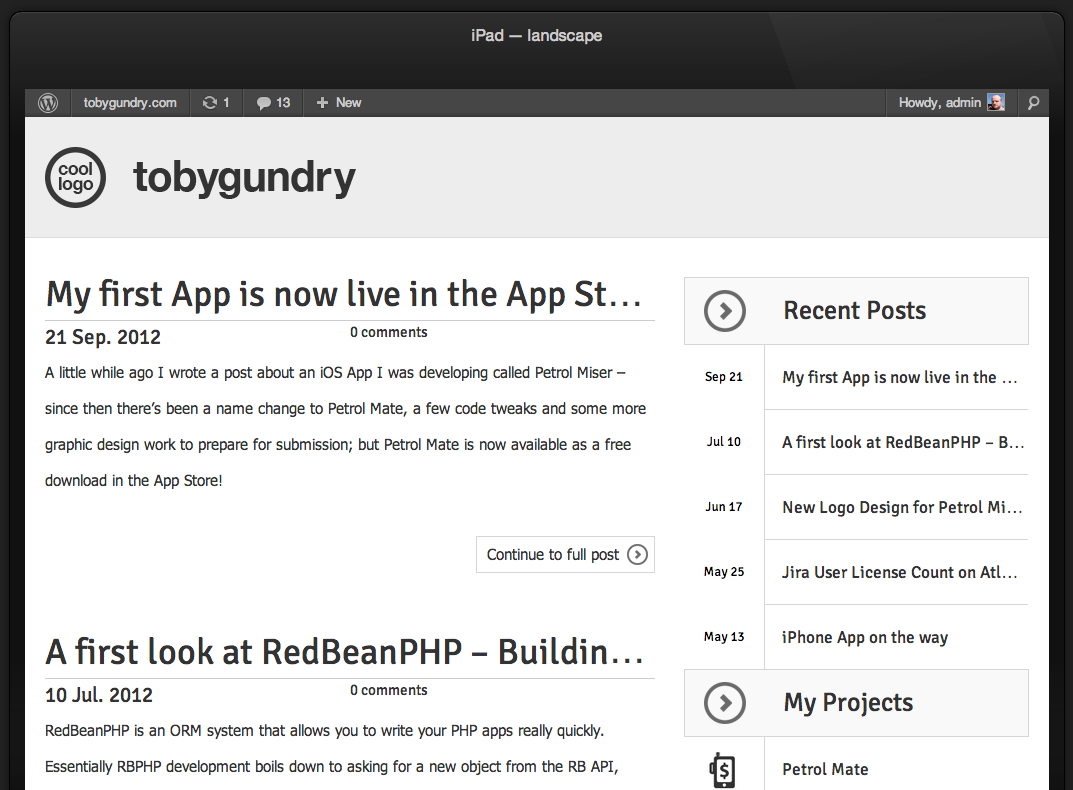 iPad — landscape
tobygundry.com 1 13 + New Howdy, admin
cool
logo
tobygundry
My first App is now live in the App St…
21 Sep. 2012 0 comments
A little while ago I wrote a post about an iOS App I was developing called Petrol Miser –
since then there’s been a name change to Petrol Mate, a few code tweaks and some more
graphic design work to prepare for submission; but Petrol Mate is now available as a free
download in the App Store!
Continue to full post
A first look at RedBeanPHP – Buildin…
10 Jul. 2012 0 comments
RedBeanPHP is an ORM system that allows you to write your PHP apps really quickly.
Essentially RBPHP development boils down to asking for a new object from the RB API,
Recent Posts
Sep 21 My first App is now live in the …
Jul 10 A first look at RedBeanPHP – B…
Jun 17 New Logo Design for Petrol Mi…
May 25 Jira User License Count on Atl…
May 13 iPhone App on the way
My Projects
$ Petrol Mate